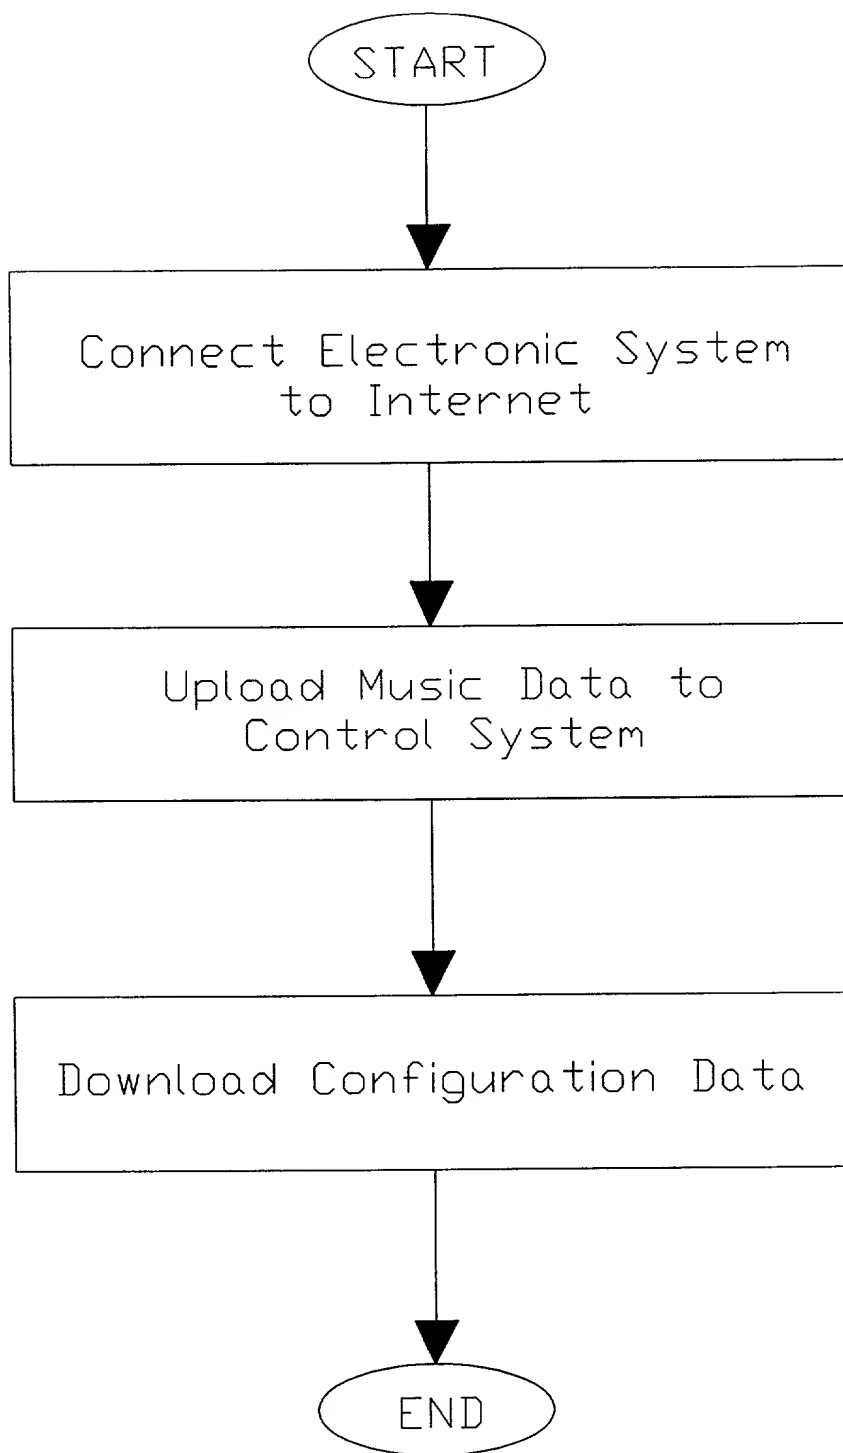 START
Connect Electronic System
to Internet
Upload Music Data to
Control System
Download Configuration Data
END